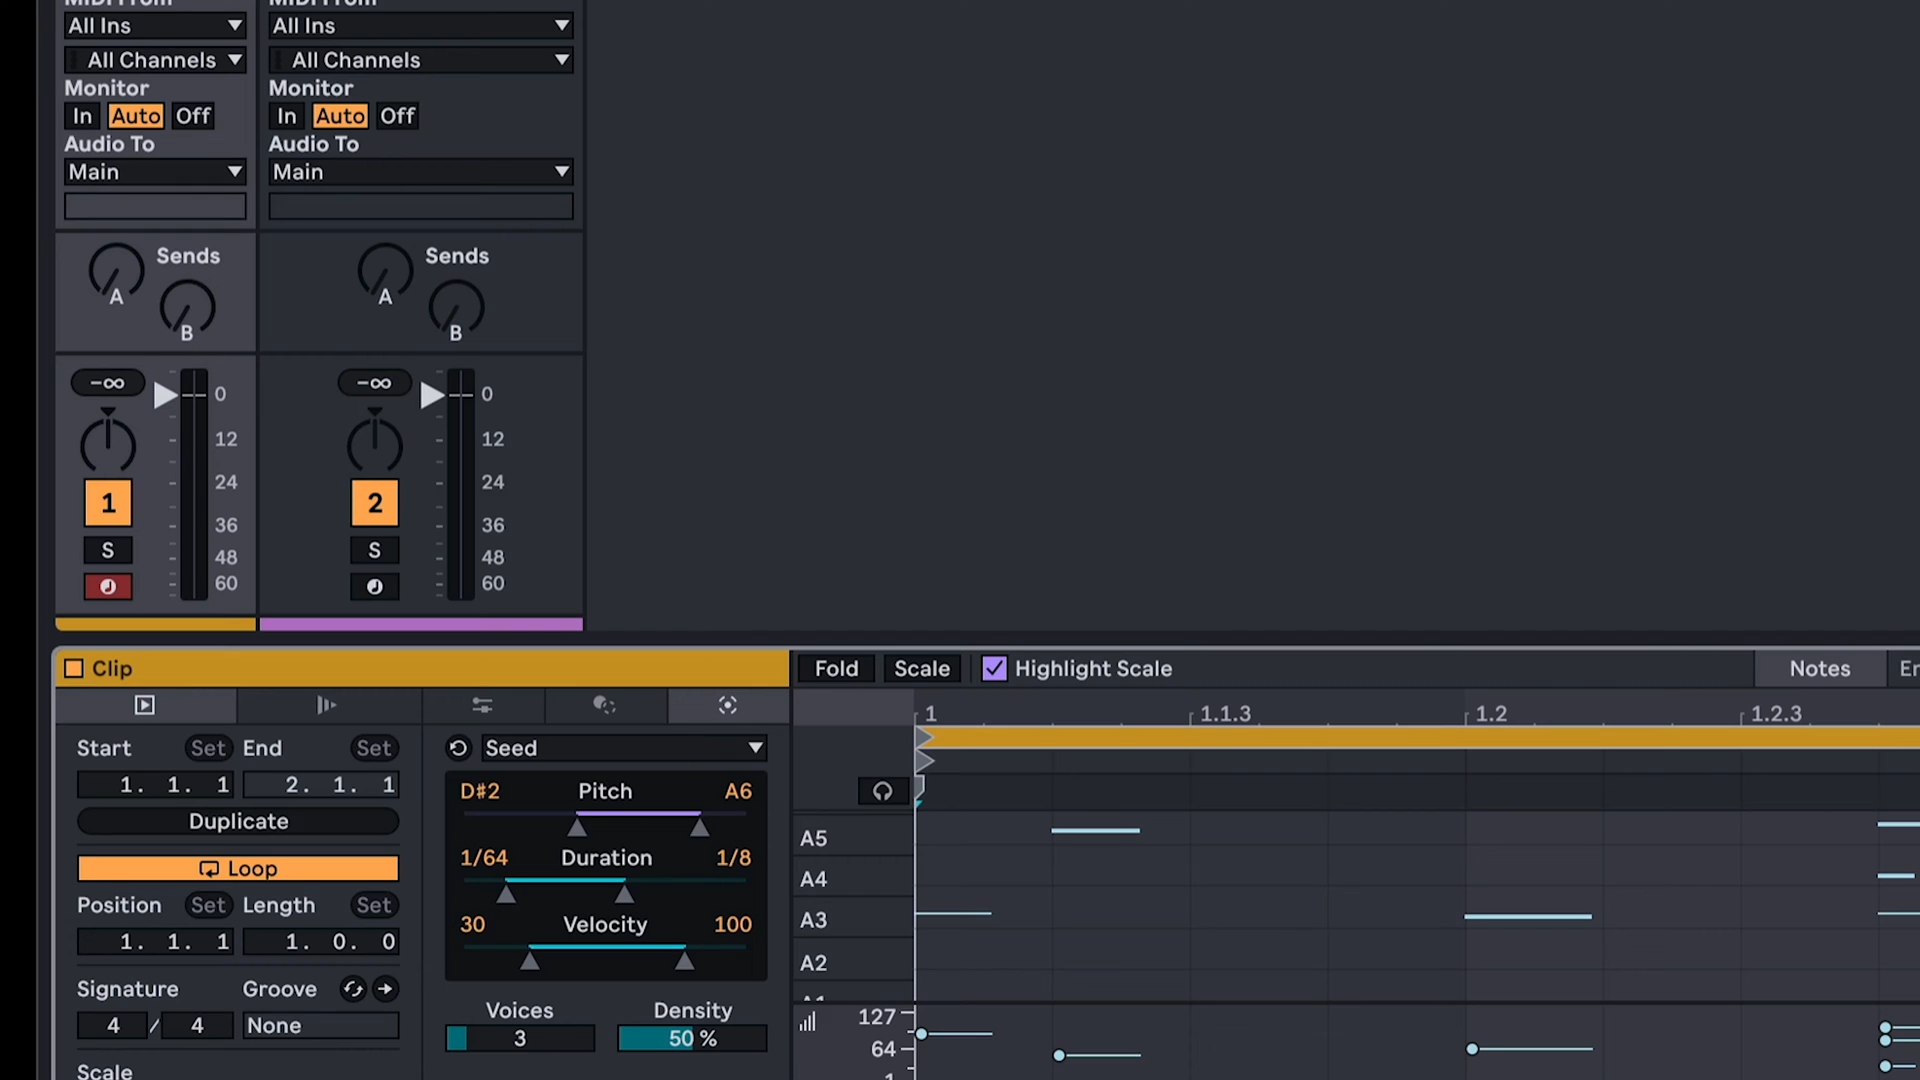 MIDI From MIDI From
All Ins All Ins
All Channels All Channels
Monitor Monitor
In Auto Off In Auto Off
Audio To Audio To
Main Main
Sends Sends
A A
B B
-∞ 0 -∞ 0
12 12
1 24 2 24
36 36
S 48 S 48
60 60
Clip Fold Scale Highlight Scale Notes
1 1.1.3 1.2 1.2.3
Start Set End Set Seed
1. 1. 1 2. 1. 1 D#2 Pitch A6
Duplicate
A5
Loop 1/64 Duration 1/8
A4
Position Set Length Set 30 Velocity 100 A3
1. 1. 1 1. 0. 0
A2
Signature Groove
Voices Density 127
4 / 4 None 3 50 % 64
Scale